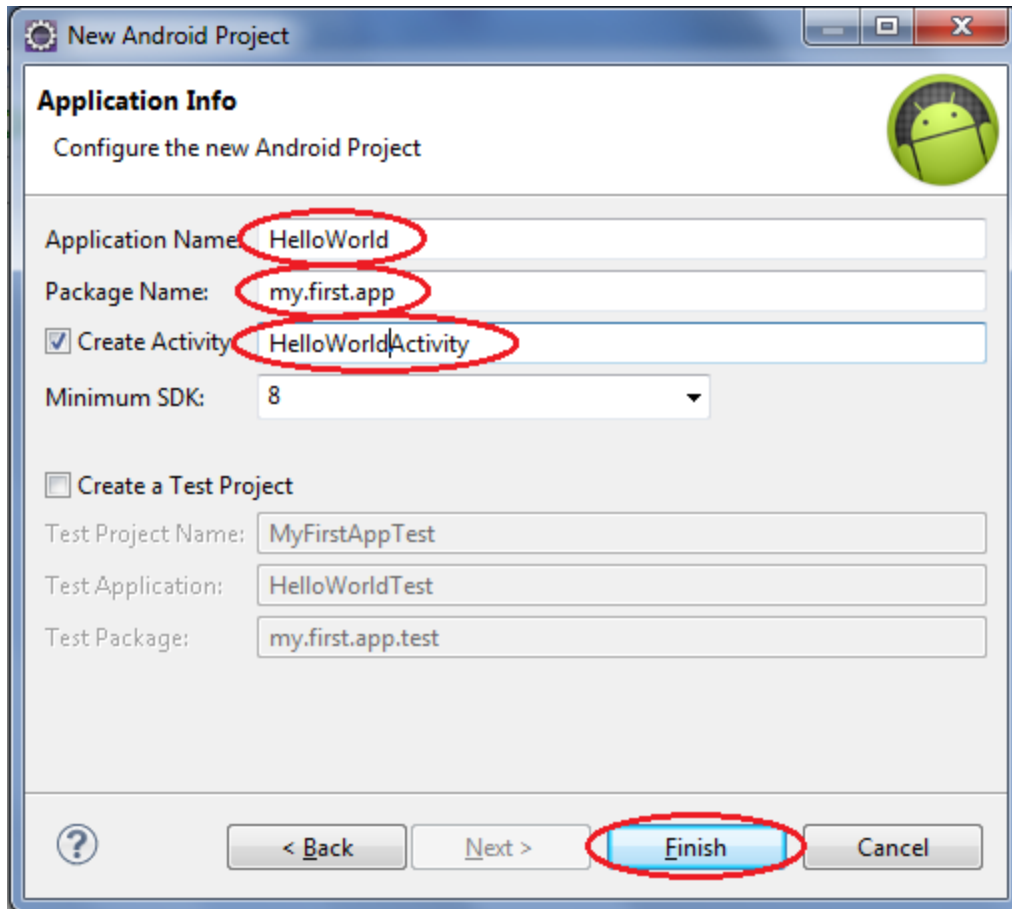 New Android Project
Application Info
Configure the new Android Project
Application Name: HelloWorld
Package Name: my.first.app
Create Activity HelloWorldActivity
Minimum SDK: 8
Create a Test Project
Test Project Name: MyFirstAppTest
Test Application: HelloWorldTest
Test Package: my.first.app.test
? < Back Next > Finish Cancel